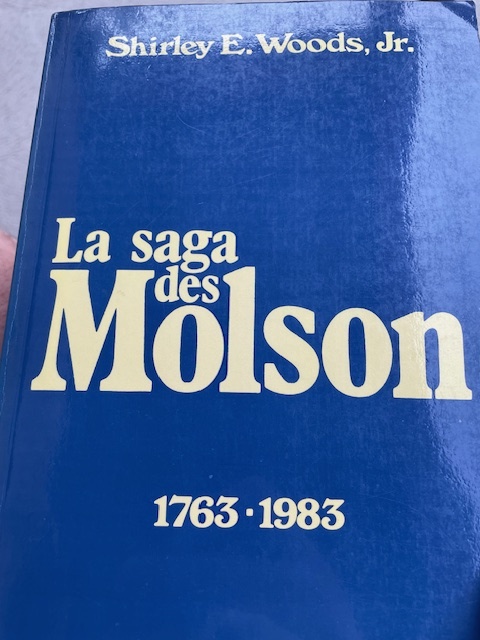 Shirley E. Woods, Jr.
La saga
des
Molson
1763 · 1983